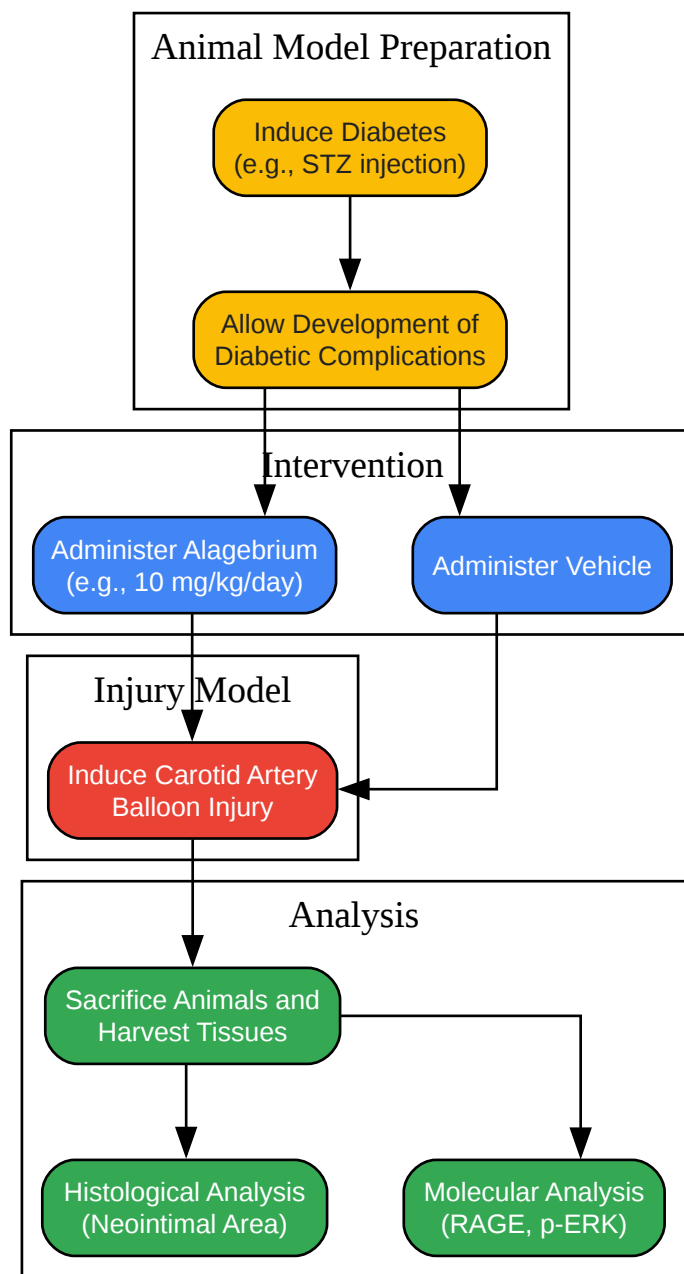 Animal Model Preparation
Induce Diabetes
(e.g., STZ injection)
Allow Development of
Diabetic Complications
Intervention
Administer Alagebrium
(e.g., 10 mg/kg/day)
Administer Vehicle
Injury Model
Induce Carotid Artery
Balloon Injury
Analysis
Sacrifice Animals and
Harvest Tissues
Histological Analysis
(Neointimal Area)
Molecular Analysis
(RAGE, p-ERK)